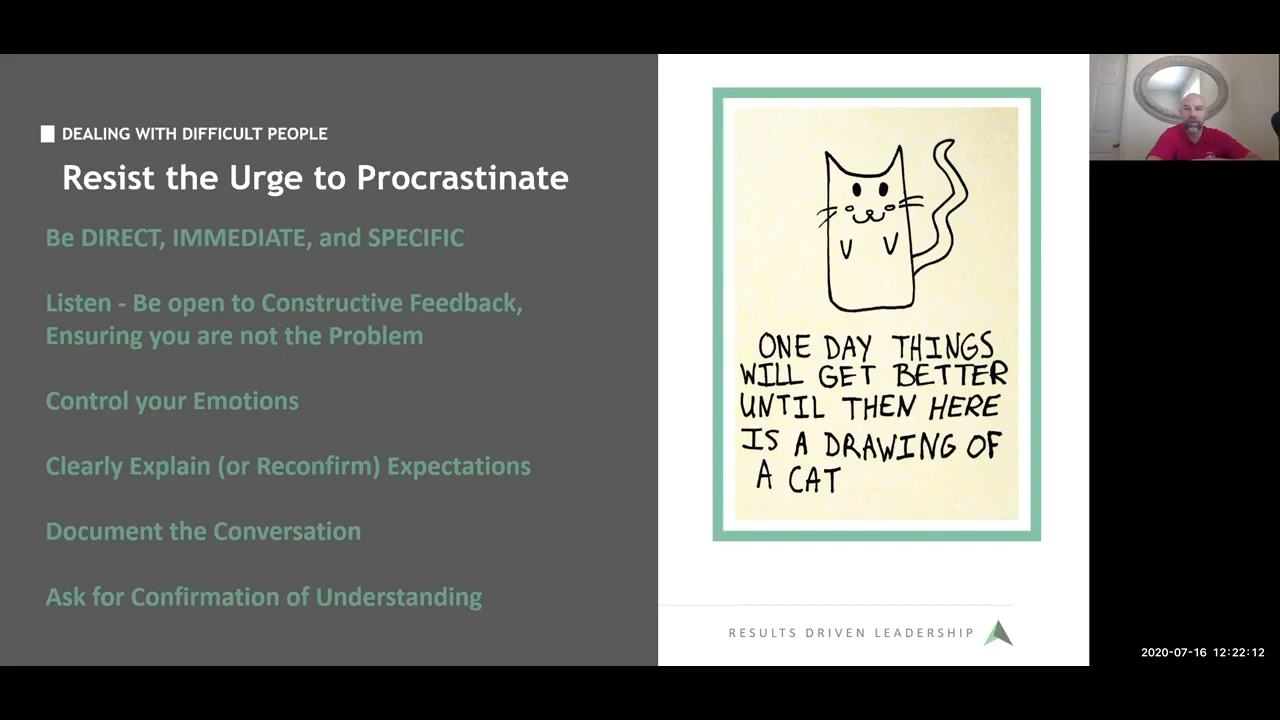 DEALING WITH DIFFICULT PEOPLE
Resist the Urge to Procrastinate
Be DIRECT, IMMEDIATE, and SPECIFIC
Listen - Be open to Constructive Feedback,
Ensuring you are not the Problem
Control your Emotions
Clearly Explain (or Reconfirm) Expectations
Document the Conversation
Ask for Confirmation of Understanding
ONE DAY THINGS
WILL GET BETTER
UNTIL THEN HERE
IS A DRAWING OF
A CAT
RESULTS DRIVEN LEADERSHIP
2020-07-16 12:22:12